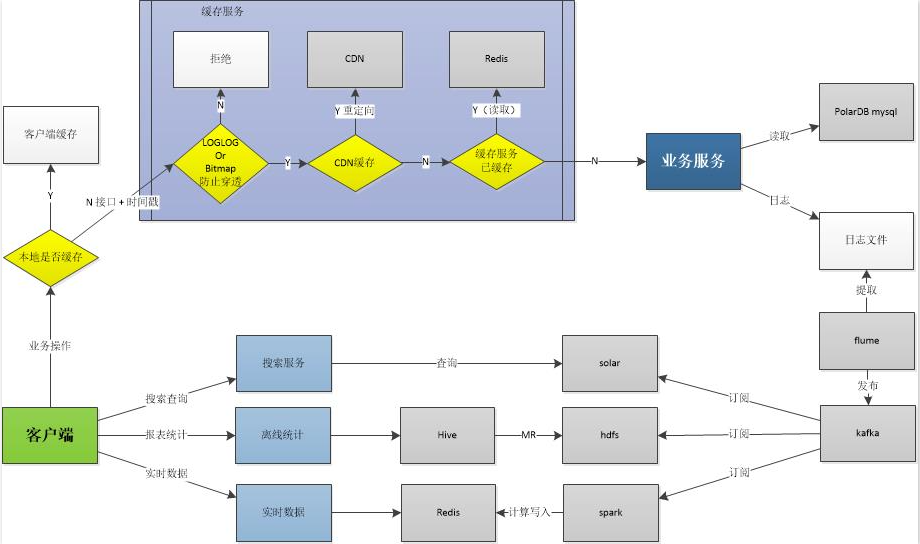 缓存服务
拒绝
CDN
Redis
PolarDB mysql
客户端缓存
N
Y 重定向
Y（读取）
读取
LOGLOG
Or
Bitmap
防止穿透
Y
CDN缓存
N
缓存服务
已缓存
N
业务服务
Y
N 接口 + 时间戳
日志
本地是否缓存
日志文件
提取
业务操作
flume
搜索服务
查询
solar
发布
搜索查询
订阅
客户端
报表统计
离线统计
Hive
MR
hdfs
订阅
kafka
实时数据
订阅
实时数据
Redis
计算写入
spark